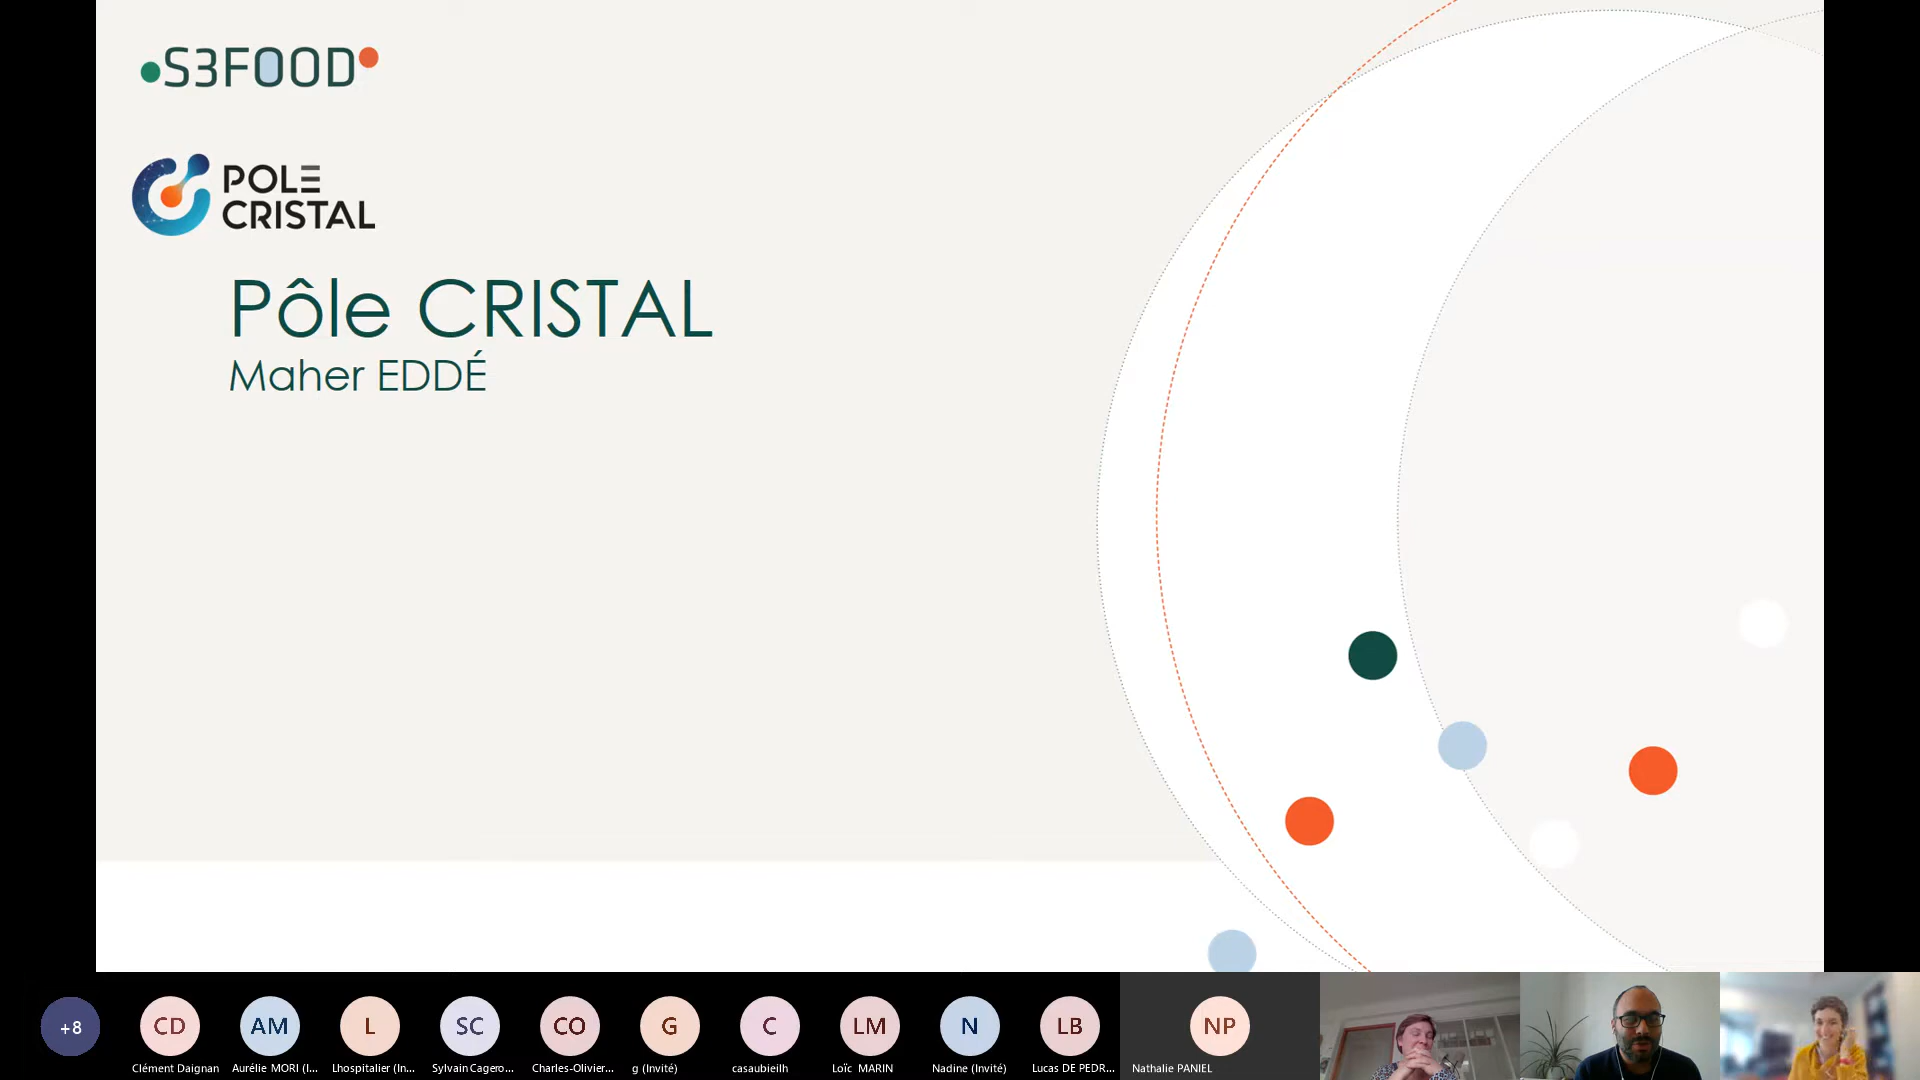 S3FOOD
POLE
CRISTAL
Pôle CRISTAL
Maher EDDÉ
+8
CD
AM
L
SC
CO
G
C
LM
N
LB
NP
Clément Daignan
Aurélie MORI (I...
Lhospitalier (In...
Sylvain Cagero...
Charles-Olivier...
g (Invité)
casaubieilh
Loïc MARIN
Nadine (Invité)
Lucas DE PEDR...
Nathalie PANIEL